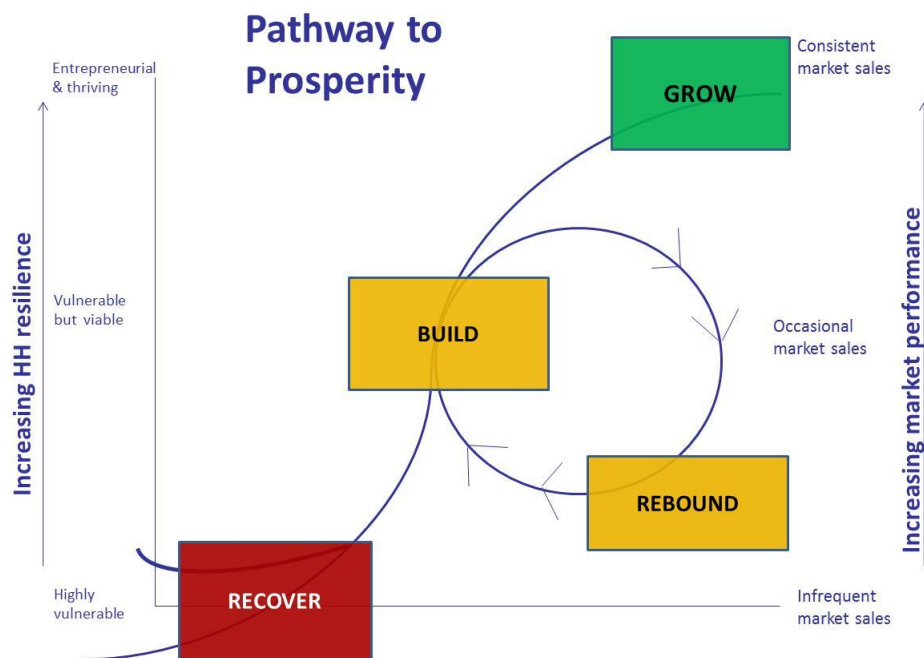 Pathway to
Prosperity
Entrepreneurial
& thriving
Consistent
market sales
GROW
Increasing HH resilience
Increasing market performance
Vulnerable
but viable
BUILD
Occasional
market sales
REBOUND
Highly
vulnerable
RECOVER
Infrequent
market sales